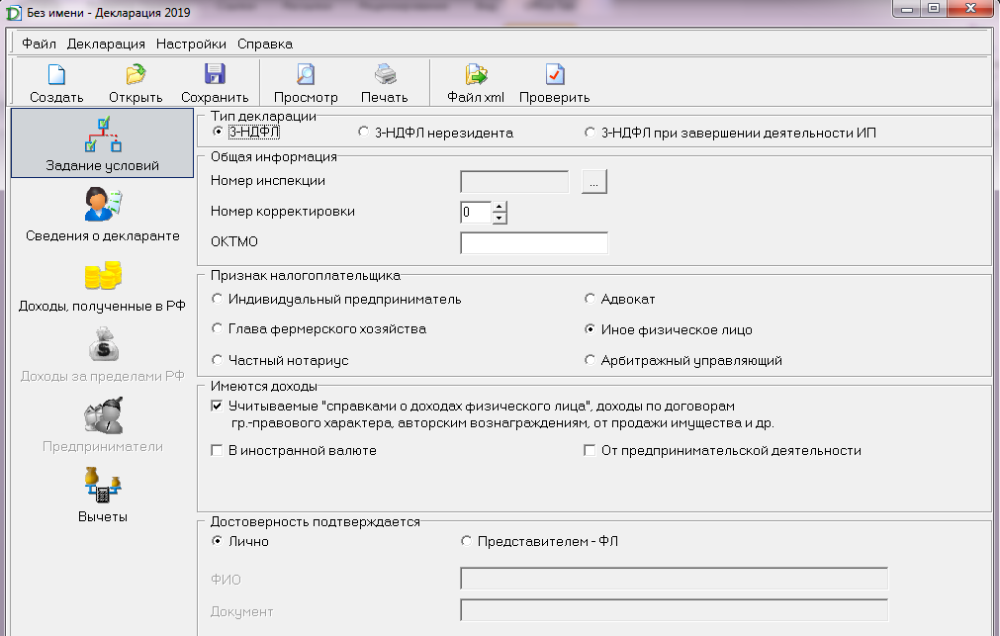 Без имени - Декларация 2019
Файл Декларация Настройки Справка
Создать Открыть Сохранить Просмотр Печать Файл xml Проверить
Задание условий
Сведения о декларанте
Доходы, полученные в РФ
Доходы за пределами РФ
Предприниматели
Вычеты
Тип декларации
3-НДФЛ 3-НДФЛ нерезидента 3-НДФЛ при завершении деятельности ИП
Общая информация
Номер инспекции ...
Номер корректировки 0
ОКТМО
Признак налогоплательщика
Индивидуальный предприниматель Адвокат
Глава фермерского хозяйства Иное физическое лицо
Частный нотариус Арбитражный управляющий
Имеются доходы
Учитываемые "справками о доходах физического лица", доходы по договорам
гр.-правового характера, авторским вознаграждениям, от продажи имущества и др.
В иностранной валюте От предпринимательской деятельности
Достоверность подтверждается
Лично Представителем - ФЛ
ФИО
Документ